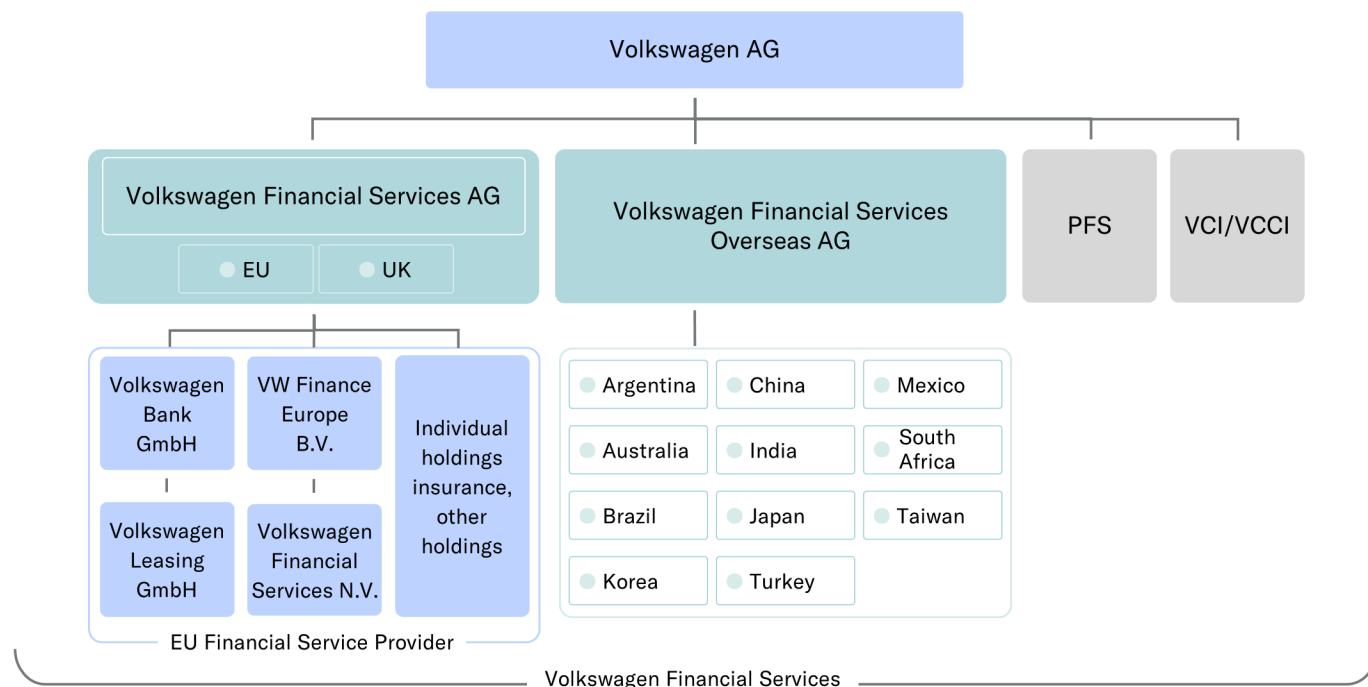 Volkswagen AG
Volkswagen Financial Services AG
EU
UK
Volkswagen Financial Services
Overseas AG
PFS
VCI/VCCI
Volkswagen
Bank
GmbH
VW Finance
Europe
B.V.
Individual
holdings
insurance,
other
holdings
Volkswagen
Leasing
GmbH
Volkswagen
Financial
Services N.V.
EU Financial Service Provider
Argentina
China
Mexico
Australia
India
South
Africa
Brazil
Japan
Taiwan
Korea
Turkey
Volkswagen Financial Services